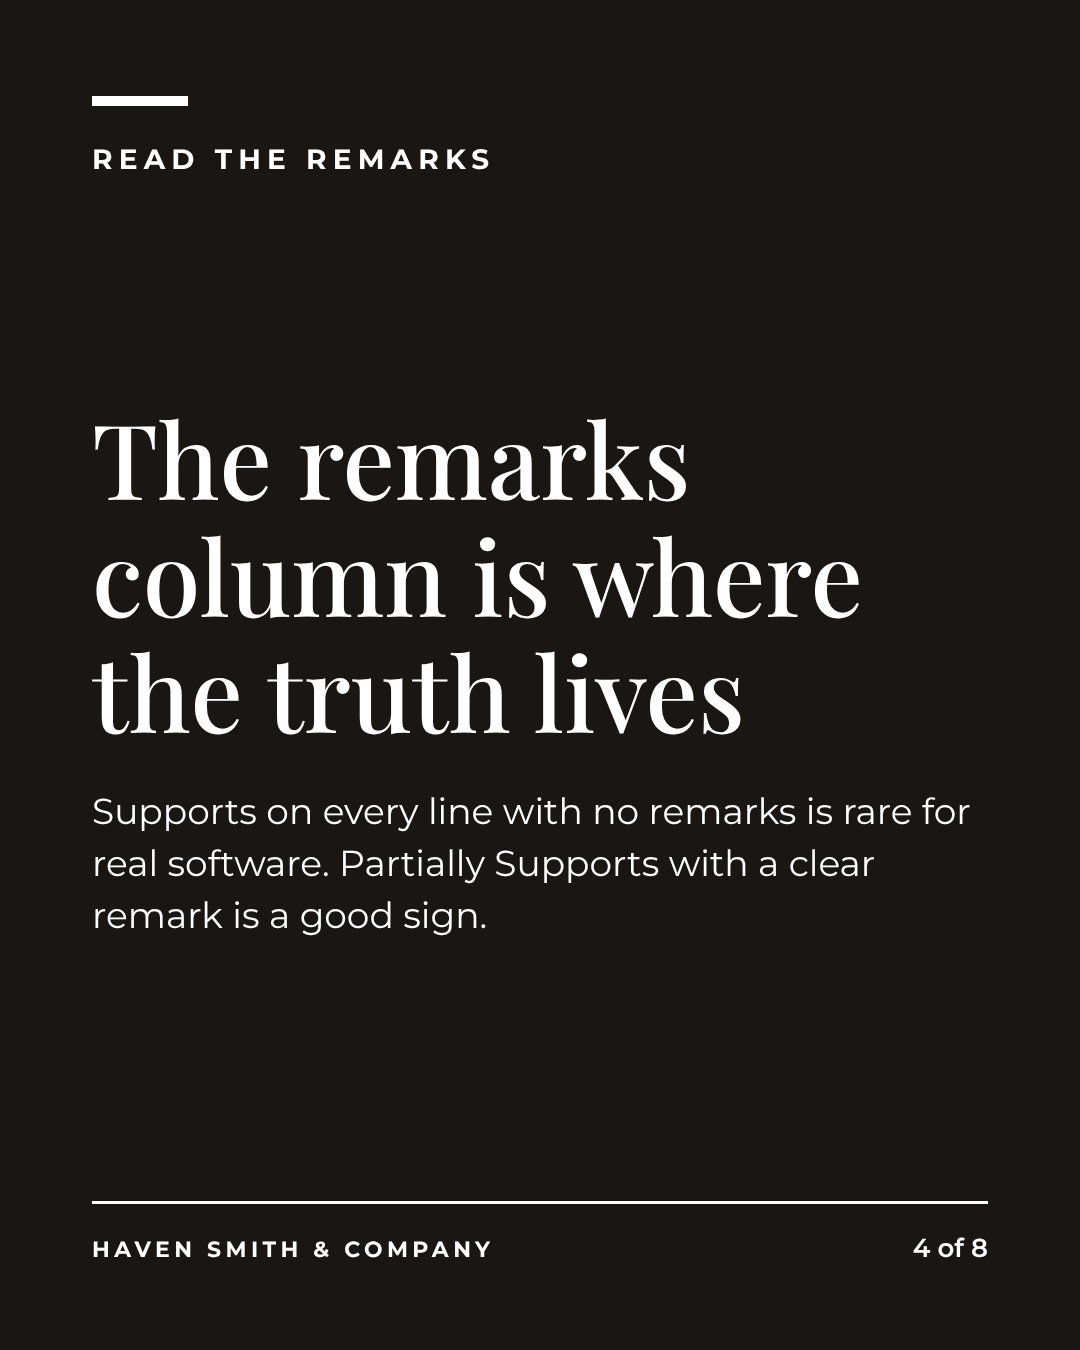 READ THE REMARKS
The remarks
column is where
the truth lives
Supports on every line with no remarks is rare for
real software. Partially Supports with a clear
remark is a good sign.
HAVEN SMITH & COMPANY
4 of 8